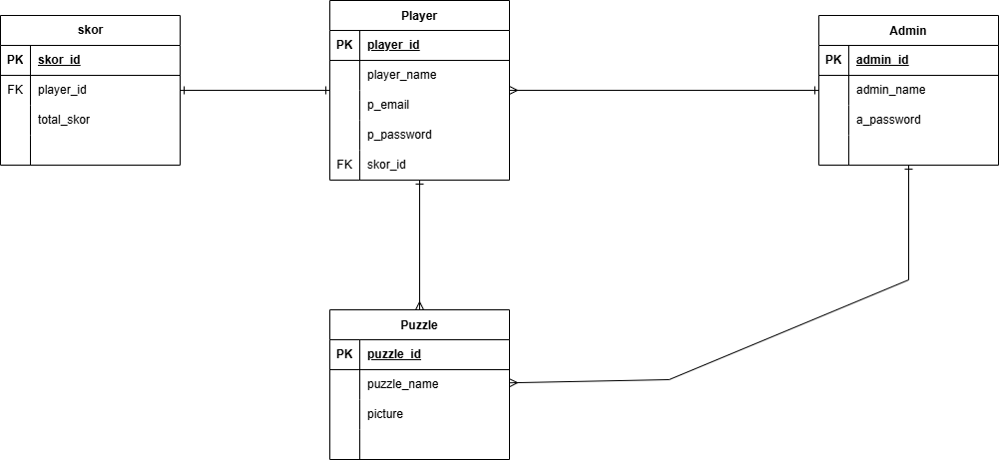 skor
PK skor_id
FK player_id
total_skor
Player
PK player_id
player_name
p_email
p_password
FK skor_id
Admin
PK admin_id
admin_name
a_password
Puzzle
PK puzzle_id
puzzle_name
picture